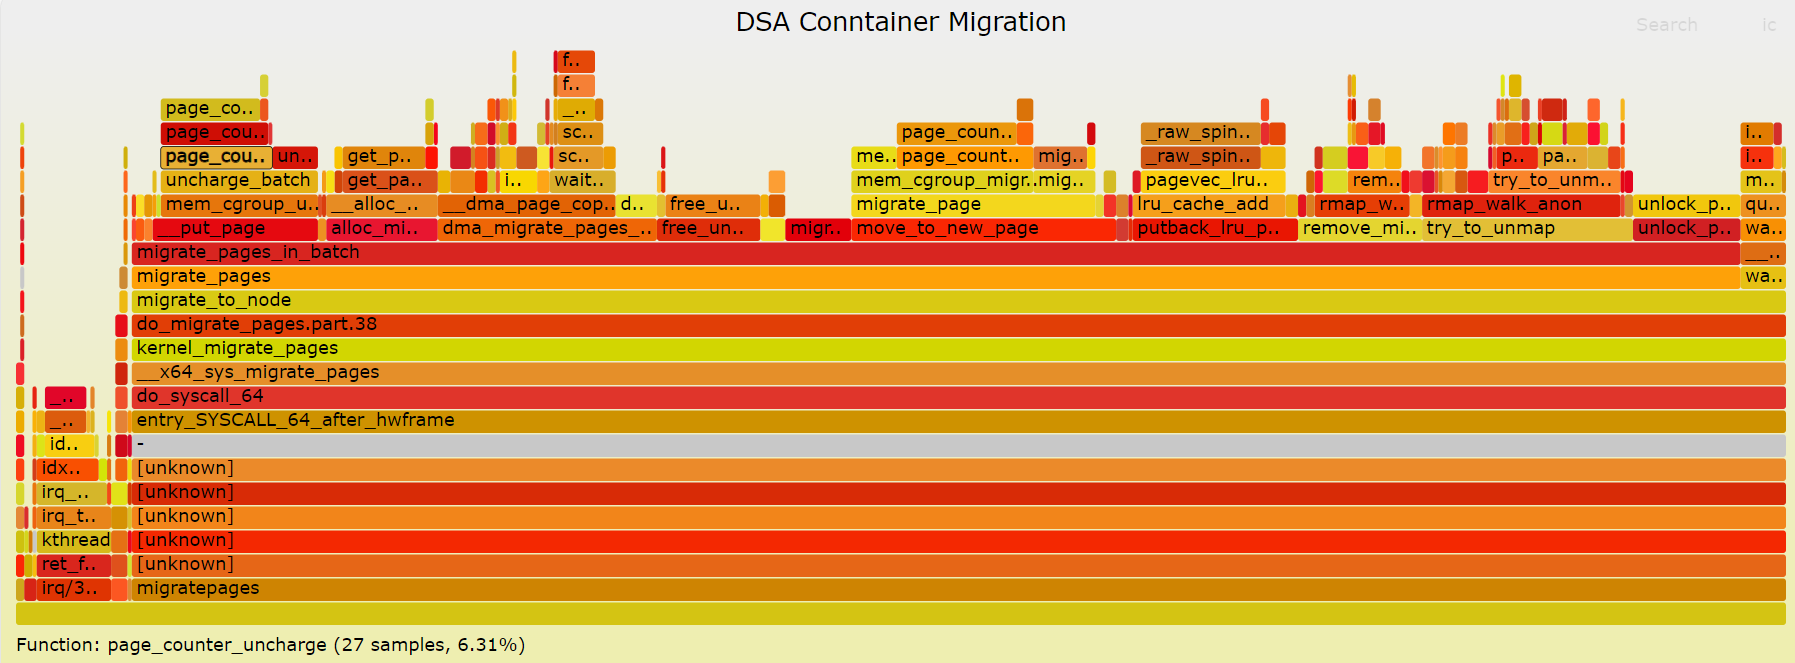 DSA Conntainer Migration
Search ic
f..
f..
page_co.. _..
page_cou.. sc.. page_coun.. _raw_spin.. i..
page_cou.. un.. get_p.. sc.. me.. page_count.. mig.. _raw_spin.. p.. pa.. i..
uncharge_batch get_pa.. i.. wait.. mem_cgroup_migr.. mig.. pagevec_lru.. rem.. try_to_unm.. m..
mem_cgroup_u.. __alloc_.. __dma_page_cop.. d.. free_u.. migrate_page lru_cache_add rmap_w.. rmap_walk_anon unlock_p.. qu..
__put_page alloc_mi.. dma_migrate_pages_.. free_un.. migr.. move_to_new_page putback_lru_p.. remove_mi.. try_to_unmap unlock_p.. wa..
migrate_pages_in_batch __..
migrate_pages wa..
migrate_to_node
do_migrate_pages.part.38
kernel_migrate_pages
__x64_sys_migrate_pages
_.. do_syscall_64
_.. entry_SYSCALL_64_after_hwframe
id.. -
idx.. [unknown]
irq_.. [unknown]
irq_t.. [unknown]
kthread [unknown]
ret_f.. [unknown]
irq/3.. migratepages
Function: page_counter_uncharge (27 samples, 6.31%)